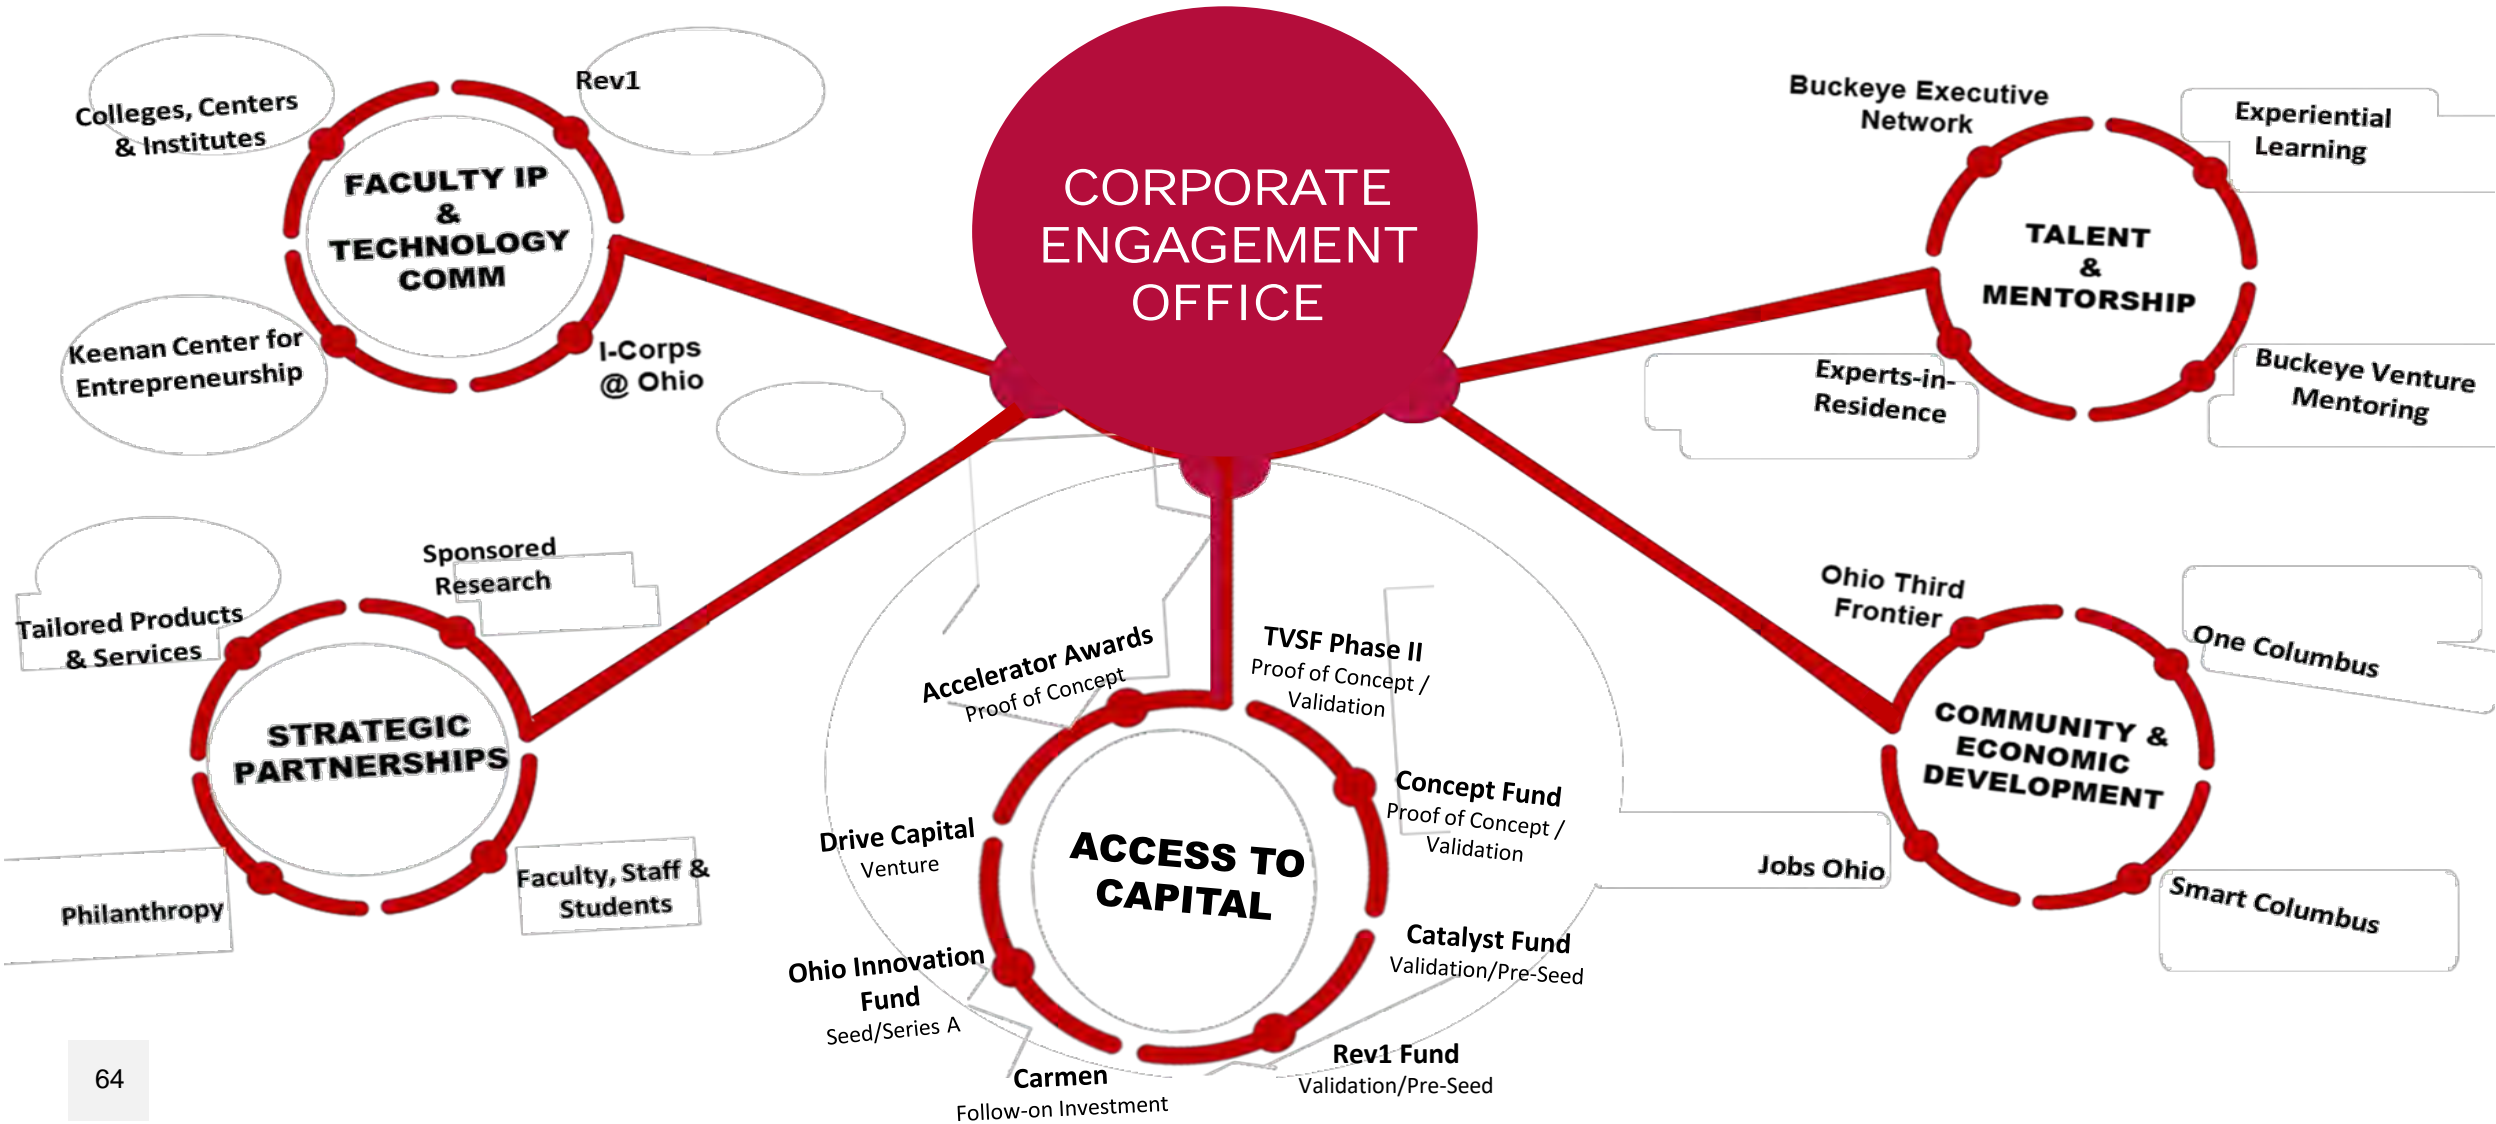 CORPORATE
ENGAGEMENT
OFFICE
Colleges, Centers
& Institutes
Rev1
FACULTY IP
&
TECHNOLOGY
COMM
Keenan Center for
Entrepreneurship
I-Corps
@ Ohio
Buckeye Executive
Network
Experiential
Learning
TALENT
&
MENTORSHIP
Experts-in-
Residence
Buckeye Venture
Mentoring
Sponsored
Research
Tailored Products
& Services
STRATEGIC
PARTNERSHIPS
Philanthropy
Faculty, Staff &
Students
Accelerator Awards
Proof of Concept
TVSF Phase II
Proof of Concept /
Validation
Concept Fund
Proof of Concept /
Validation
Drive Capital
Venture
ACCESS TO
CAPITAL
Catalyst Fund
Validation/Pre-Seed
Ohio Innovation
Fund
Seed/Series A
Rev1 Fund
Validation/Pre-Seed
Carmen
Follow-on Investment
Ohio Third
Frontier
One Columbus
COMMUNITY &
ECONOMIC
DEVELOPMENT
Jobs Ohio
Smart Columbus
64